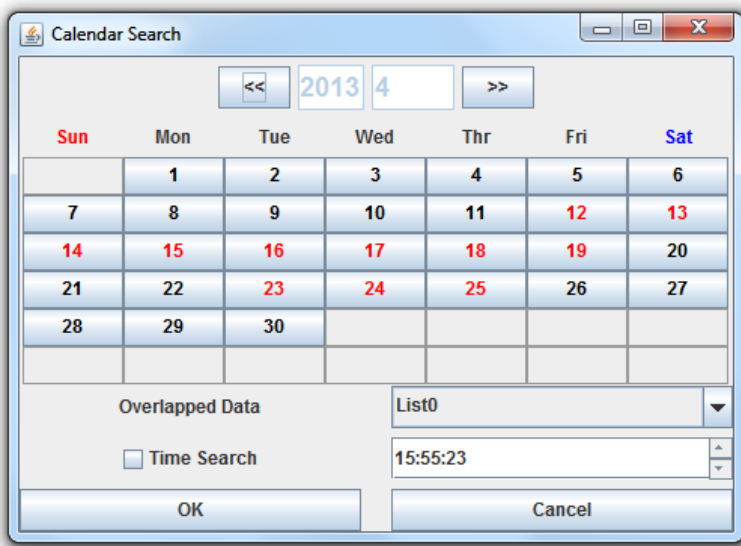 Calendar Search
<< 2013 4 >>
Sun Mon Tue Wed Thr Fri Sat
1 2 3 4 5 6
7 8 9 10 11 12 13
14 15 16 17 18 19 20
21 22 23 24 25 26 27
28 29 30
Overlapped Data List0
Time Search 15:55:23
OK Cancel